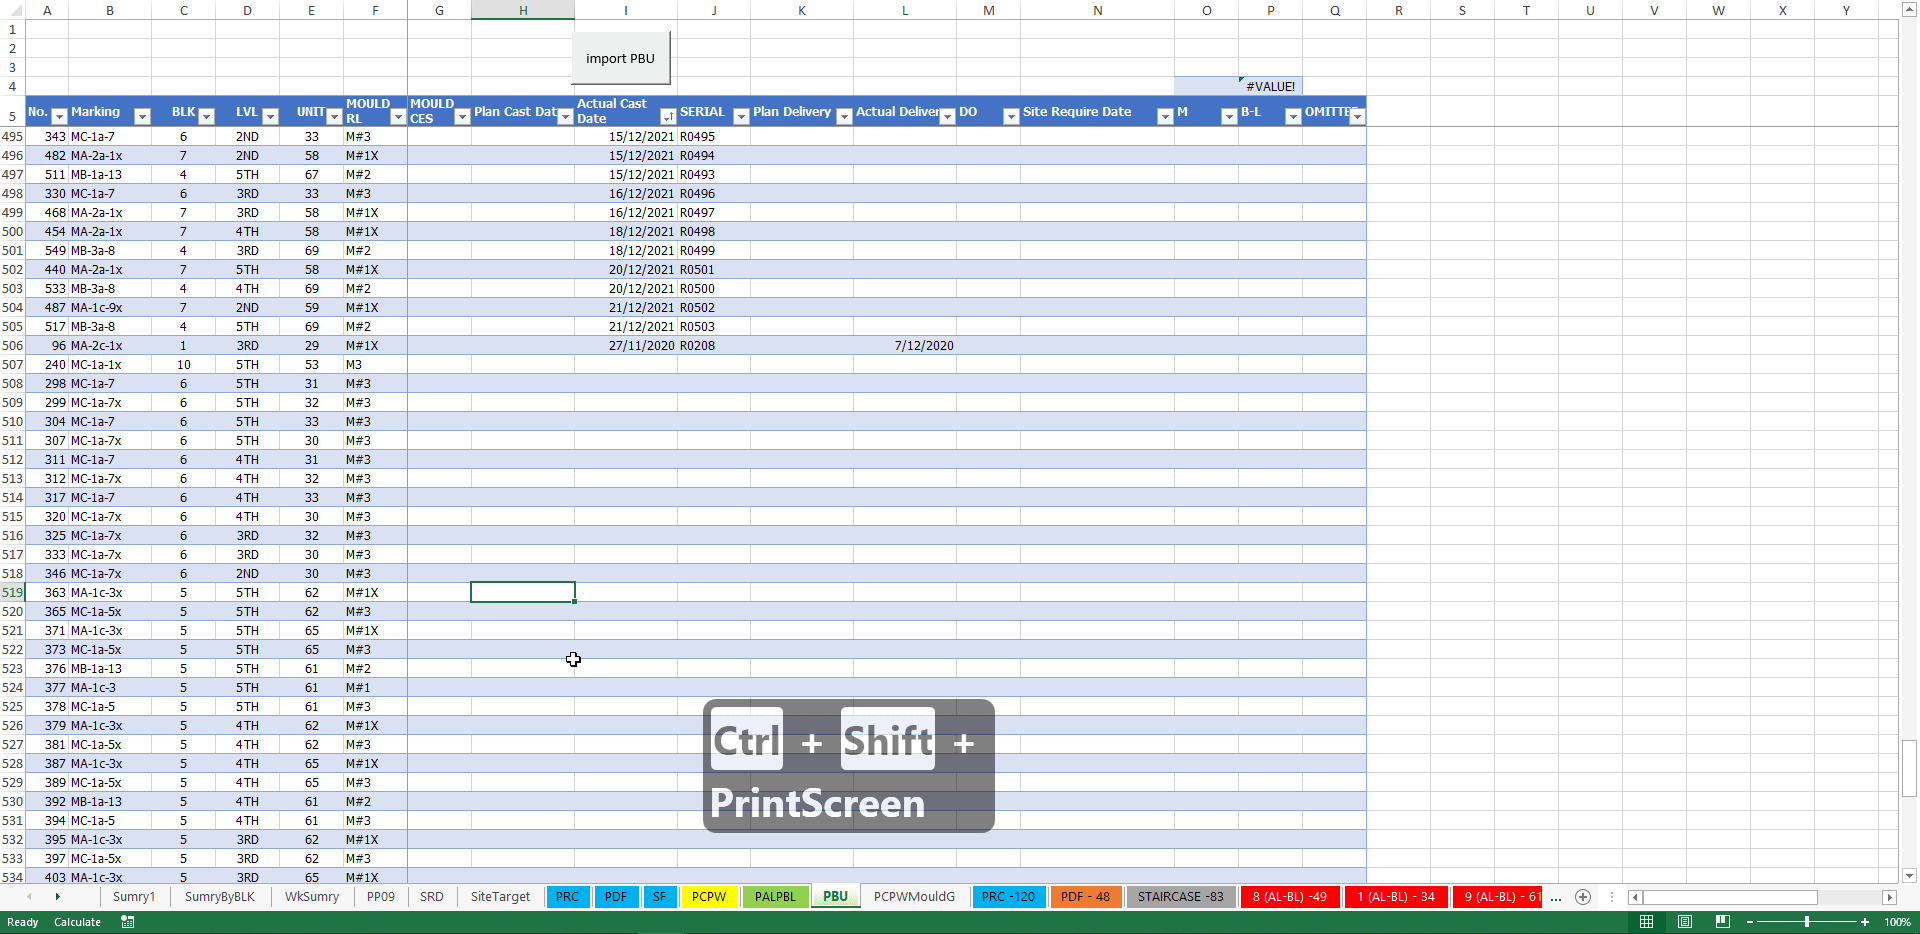 A B C D E F G H I J K L M N O P Q R S T U V W X Y
1
import PBU
2
3
4 #VALUE!
5 No. Marking BLK LVL UNIT MOULD RL MOULD CES Plan Cast Dat Actual Cast Date SERIAL Plan Delivery Actual Deliver DO Site Require Date M B-L OMITTE
495 343 MC-1a-7 6 2ND 33 M#3 15/12/2021 R0495
496 482 MA-2a-1x 7 2ND 58 M#1X 15/12/2021 R0494
497 511 MB-1a-13 4 5TH 67 M#2 15/12/2021 R0493
498 330 MC-1a-7 6 3RD 33 M#3 16/12/2021 R0496
499 468 MA-2a-1x 7 3RD 58 M#1X 16/12/2021 R0497
500 454 MA-2a-1x 7 4TH 58 M#1X 18/12/2021 R0498
501 549 MB-3a-8 4 3RD 69 M#2 18/12/2021 R0499
502 440 MA-2a-1x 7 5TH 58 M#1X 20/12/2021 R0501
503 533 MB-3a-8 4 4TH 69 M#2 20/12/2021 R0500
504 487 MA-1c-9x 7 2ND 59 M#1X 21/12/2021 R0502
505 517 MB-3a-8 4 5TH 69 M#2 21/12/2021 R0503
506 96 MA-2c-1x 1 3RD 29 M#1X 27/11/2020 R0208 7/12/2020
507 240 MC-1a-1x 10 5TH 53 M3
508 298 MC-1a-7 6 5TH 31 M#3
509 299 MC-1a-7x 6 5TH 32 M#3
510 304 MC-1a-7 6 5TH 33 M#3
511 307 MC-1a-7x 6 5TH 30 M#3
512 311 MC-1a-7 6 4TH 31 M#3
513 312 MC-1a-7x 6 4TH 32 M#3
514 317 MC-1a-7 6 4TH 33 M#3
515 320 MC-1a-7x 6 4TH 30 M#3
516 325 MC-1a-7x 6 3RD 32 M#3
517 333 MC-1a-7x 6 3RD 30 M#3
518 346 MC-1a-7x 6 2ND 30 M#3
519 363 MA-1c-3x 5 5TH 62 M#1X
520 365 MC-1a-5x 5 5TH 62 M#3
521 371 MA-1c-3x 5 5TH 65 M#1X
522 373 MC-1a-5x 5 5TH 65 M#3
523 376 MB-1a-13 5 5TH 61 M#2
524 377 MA-1c-3 5 5TH 61 M#1
525 378 MC-1a-5 5 5TH 61 M#3
526 379 MA-1c-3x 5 4TH 62 M#1X
527 381 MC-1a-5x 5 4TH 62 M#3
528 387 MA-1c-3x 5 4TH 65 M#1X
529 389 MC-1a-5x 5 4TH 65 M#3
530 392 MB-1a-13 5 4TH 61 M#2
531 394 MC-1a-5 5 4TH 61 M#3
532 395 MA-1c-3x 5 3RD 62 M#1X
533 397 MC-1a-5x 5 3RD 62 M#3
534 403 MA-1c-3x 5 3RD 65 M#1X
Ctrl + Shift +
PrintScreen
Sumry1 SumryByBLK WkSumry PP09 SRD SiteTarget PRC PDF SF PCPW PALPBL PBU PCPWMouldG PRC -120 PDF - 48 STAIRCASE -83 8 (AL-BL) -49 1 (AL-BL) - 34 9 (AL-BL) - 61 ...
Ready Calculate 100%